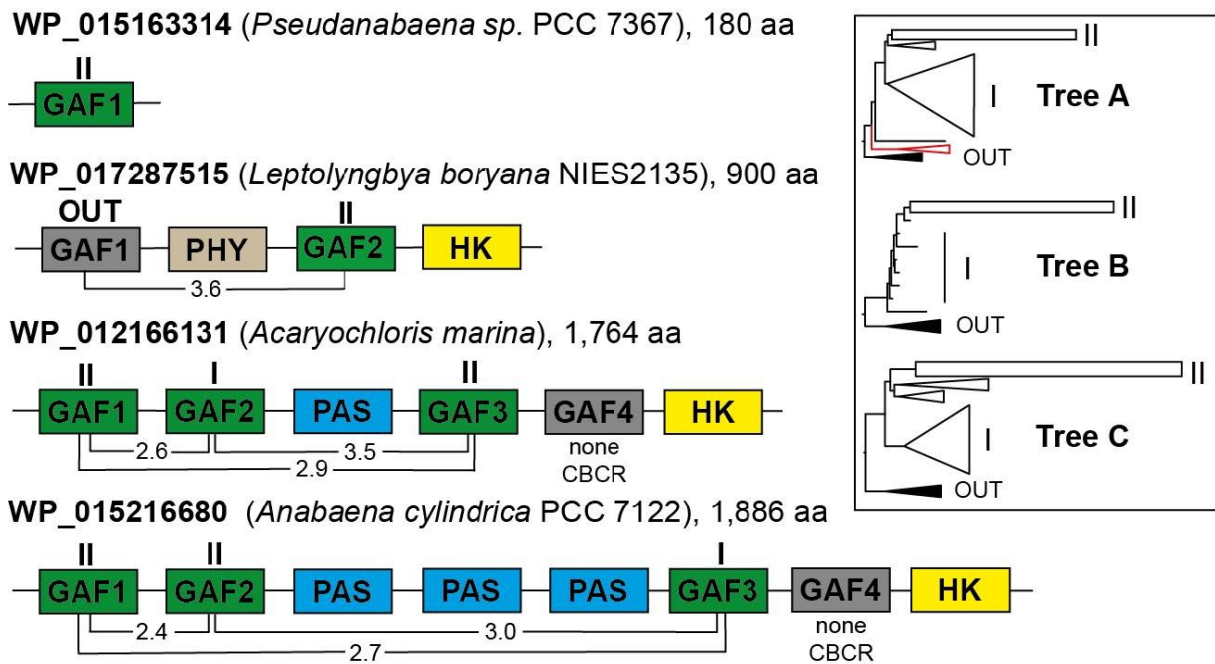 WP_015163314 (Pseudanabaena sp. PCC 7367), 180 aa
II
GAF1
WP_017287515 (Leptolyngbya boryana NIES2135), 900 aa
OUT II
GAF1 PHY GAF2 HK
3.6
WP_012166131 (Acaryochloris marina), 1,764 aa
II I II
GAF1 GAF2 PAS GAF3 GAF4 HK
none
CBCR
2.6 3.5
2.9
WP_015216680 (Anabaena cylindrica PCC 7122), 1,886 aa
II II I
GAF1 GAF2 PAS PAS PAS GAF3 GAF4 HK
none
CBCR
2.4 3.0
2.7
II
I Tree A
OUT
II
I Tree B
OUT
II
I Tree C
OUT